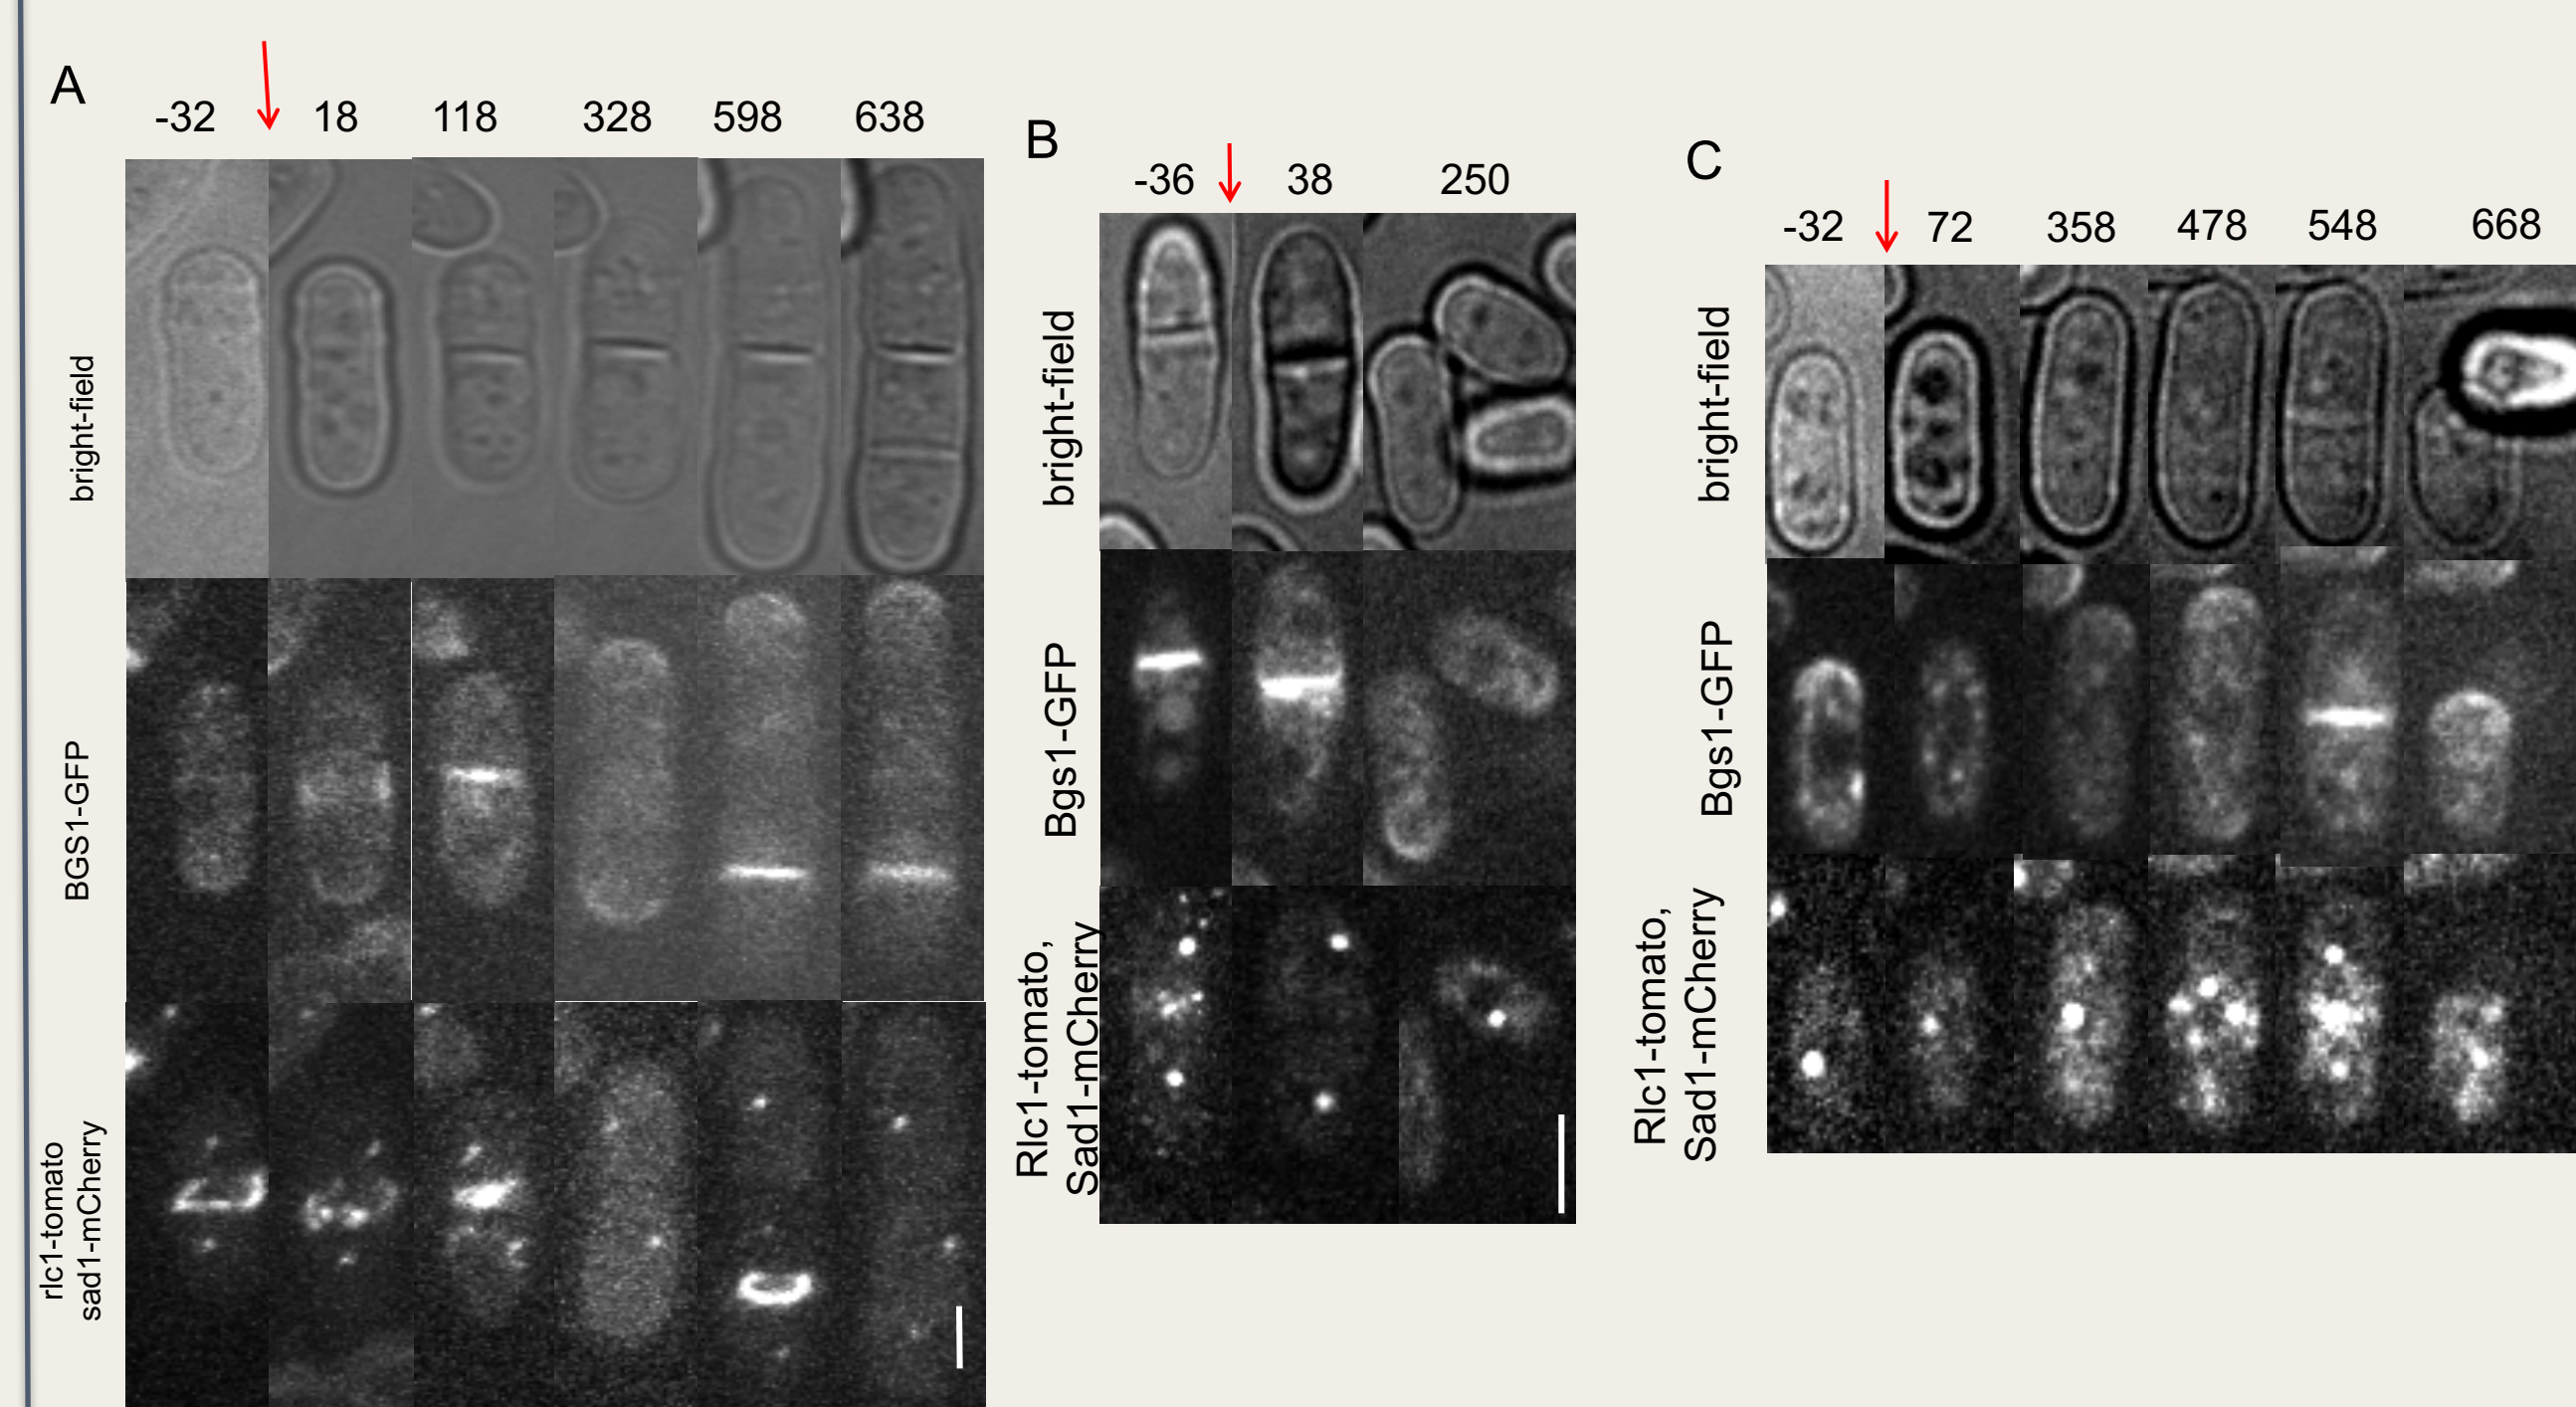 A
-32 18 118 328 598 638
bright-field
BGS1-GFP
rlc1-tomato
sad1-mCherry
B
-36 38 250
bright-field
Bgs1-GFP
Rlc1-tomato,
Sad1-mCherry
C
-32 72 358 478 548 668
bright-field
Bgs1-GFP
Rlc1-tomato,
Sad1-mCherry